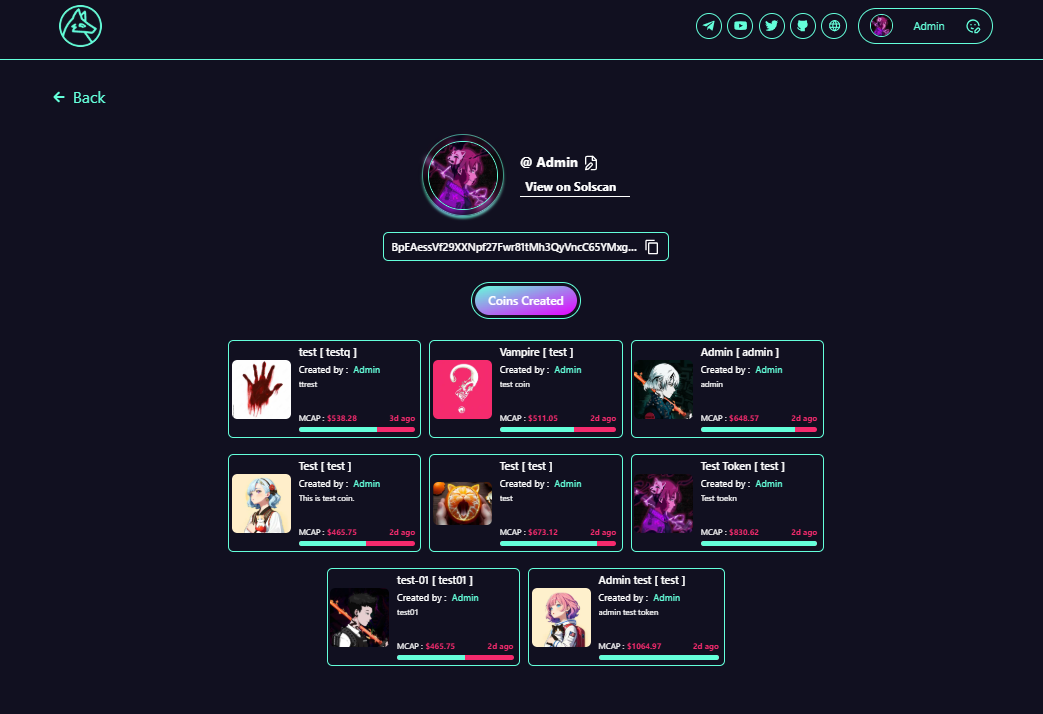 Admin
Back
@ Admin
View on Solscan
BpEAessVf29XXNpf27Fwr81tMh3QyVncC65YMxg...
Coins Created
test [ testq ]
Created by : Admin
ttrest
MCAP : $538.28 3d ago
Vampire [ test ]
Created by : Admin
test coin
MCAP : $511.05 2d ago
Admin [ admin ]
Created by : Admin
admin
MCAP : $648.57 2d ago
Test [ test ]
Created by : Admin
This is test coin.
MCAP : $465.75 2d ago
Test [ test ]
Created by : Admin
test
MCAP : $673.12 2d ago
Test Token [ test ]
Created by : Admin
Test toekn
MCAP : $830.62 2d ago
test-01 [ test01 ]
Created by : Admin
test01
MCAP : $465.75 2d ago
Admin test [ test ]
Created by : Admin
admin test token
MCAP : $1064.97 2d ago